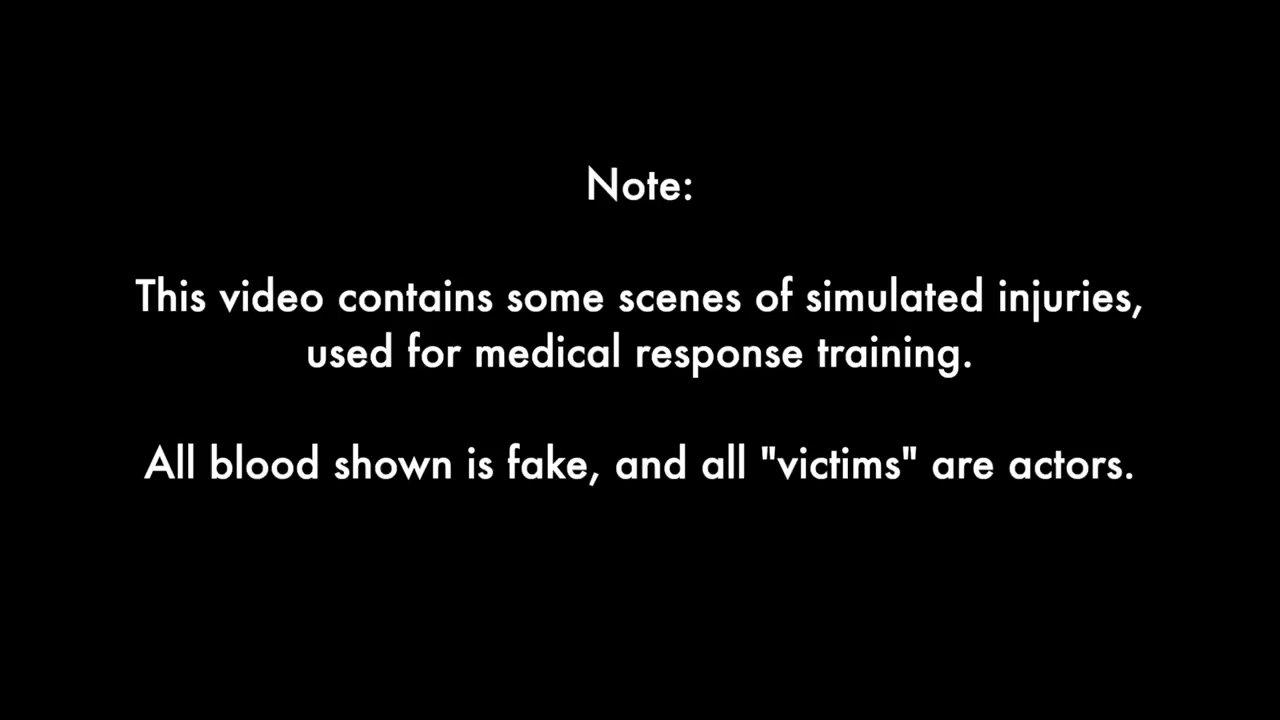 Note:
This video contains some scenes of simulated injuries,
used for medical response training.
All blood shown is fake, and all "victims" are actors.